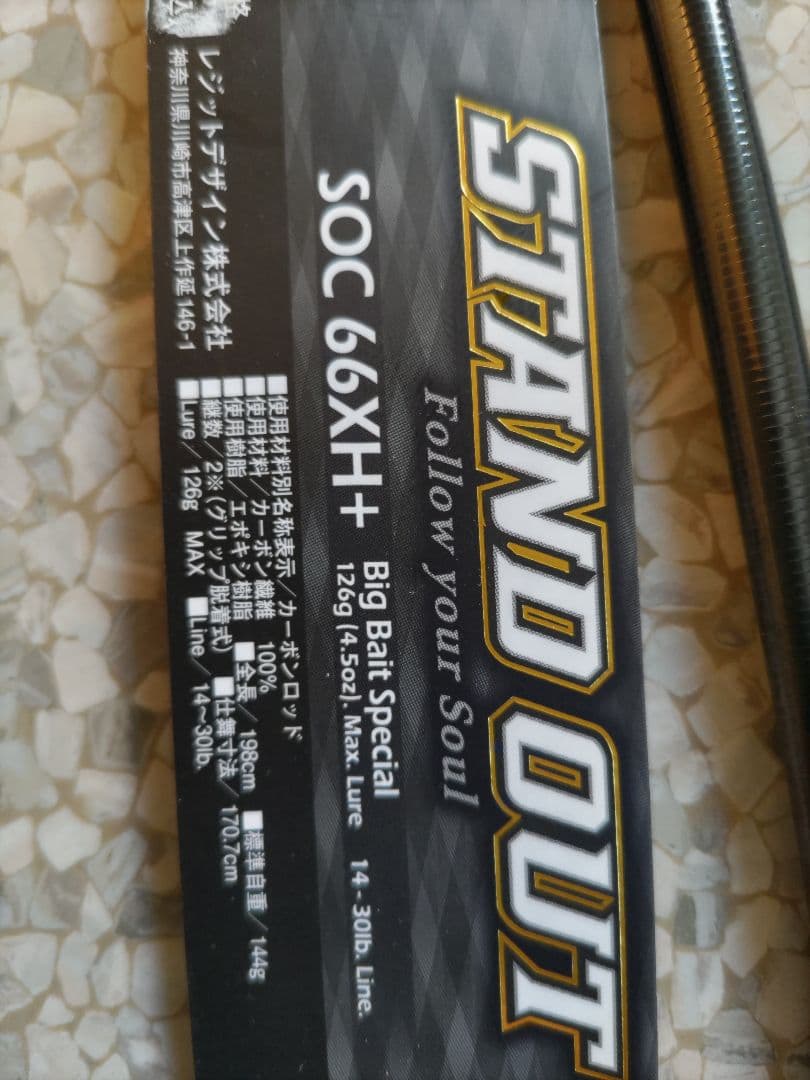 STAND OUT
Follow your Soul
SOC 66XH+
Big Bait Special
126g (4.5oz). Max. Lure 14-30lb. Line.
レジットデザイン株式会社
神奈川県川崎市高津区上作延146-1
■使用材料別名称表示／カーボンロッド
■使用材料／カーボン繊維 100%
■使用樹脂／エポキシ樹脂 ■全長／198cm ■標準自重／144g
■継数／2※(グリップ脱着式) ■仕舞寸法／170.7cm
■Lure／126g MAX ■Line／14~30lb.